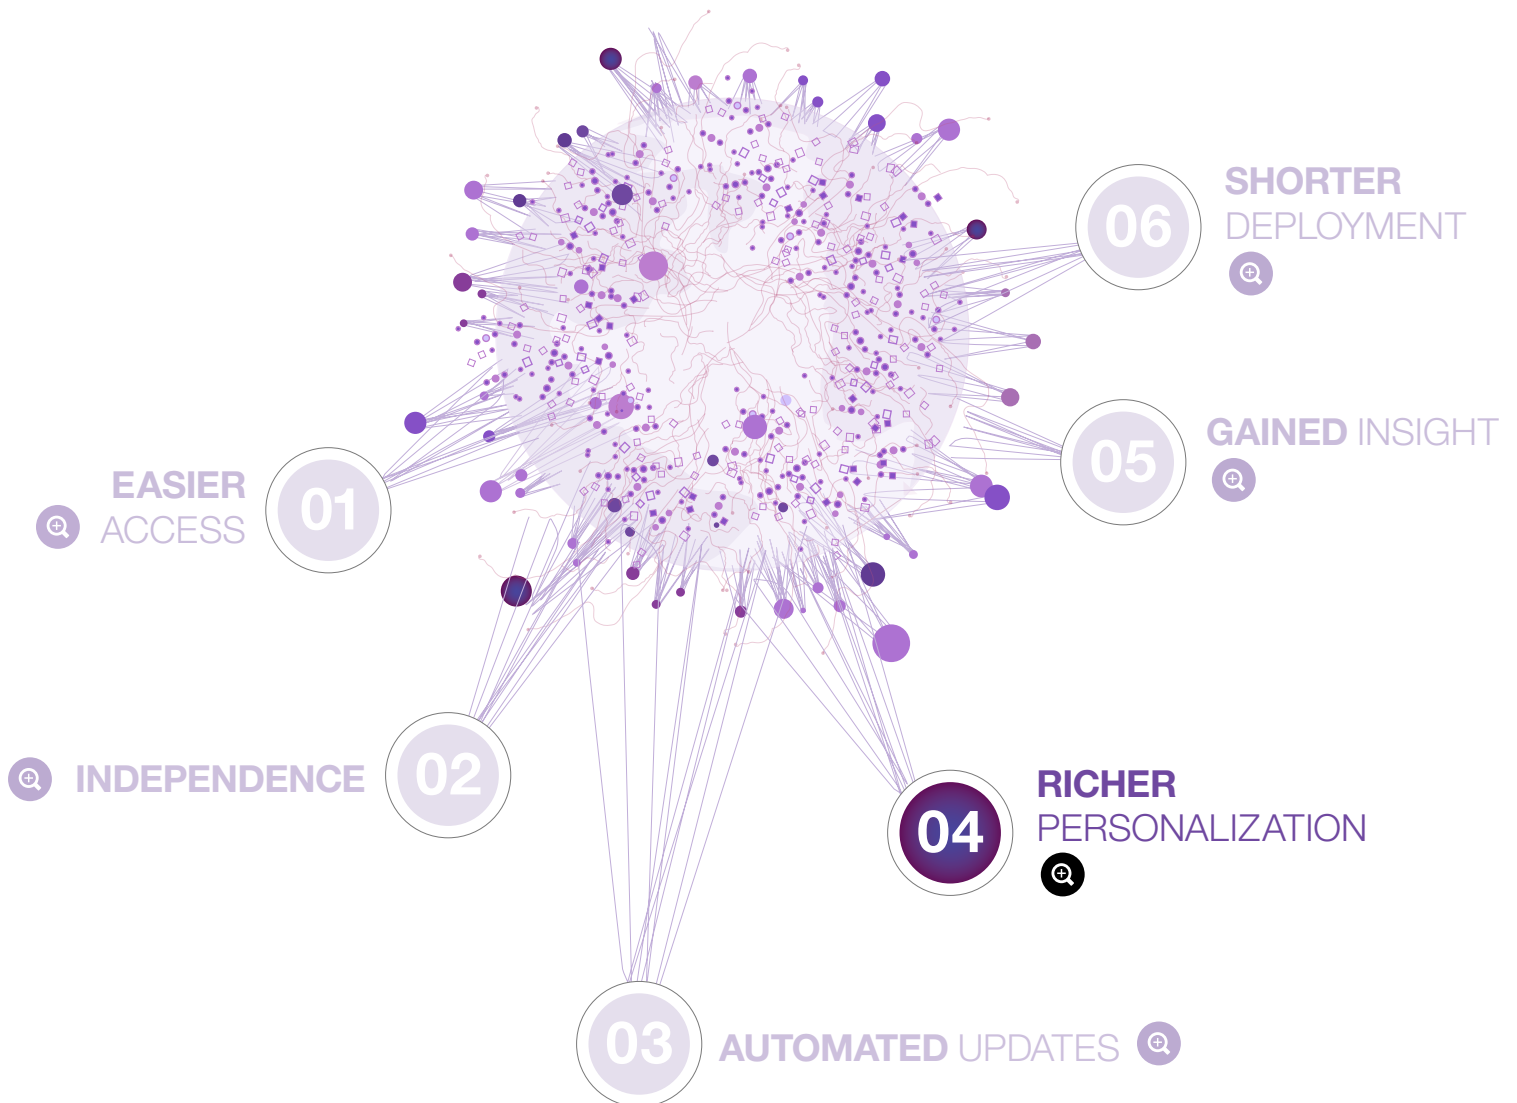 01
EASIER
ACCESS
02
INDEPENDENCE
03
AUTOMATED UPDATES
04
RICHER
PERSONALIZATION
05
GAINED INSIGHT
06
SHORTER
DEPLOYMENT